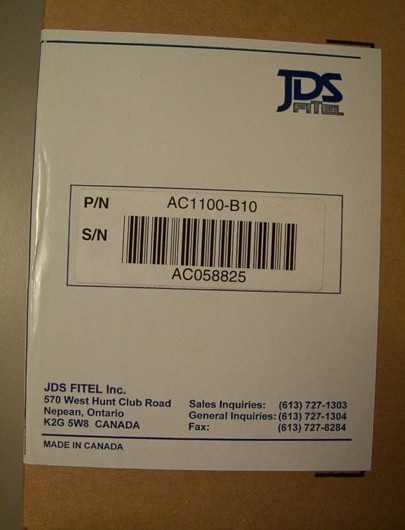 JDS
FITEL
P/N AC1100-B10
S/N
AC058825
JDS FITEL Inc.
570 West Hunt Club Road
Nepean, Ontario
K2G 5W8 CANADA
Sales Inquiries: (613) 727-1303
General Inquiries: (613) 727-1304
Fax: (613) 727-8284
MADE IN CANADA